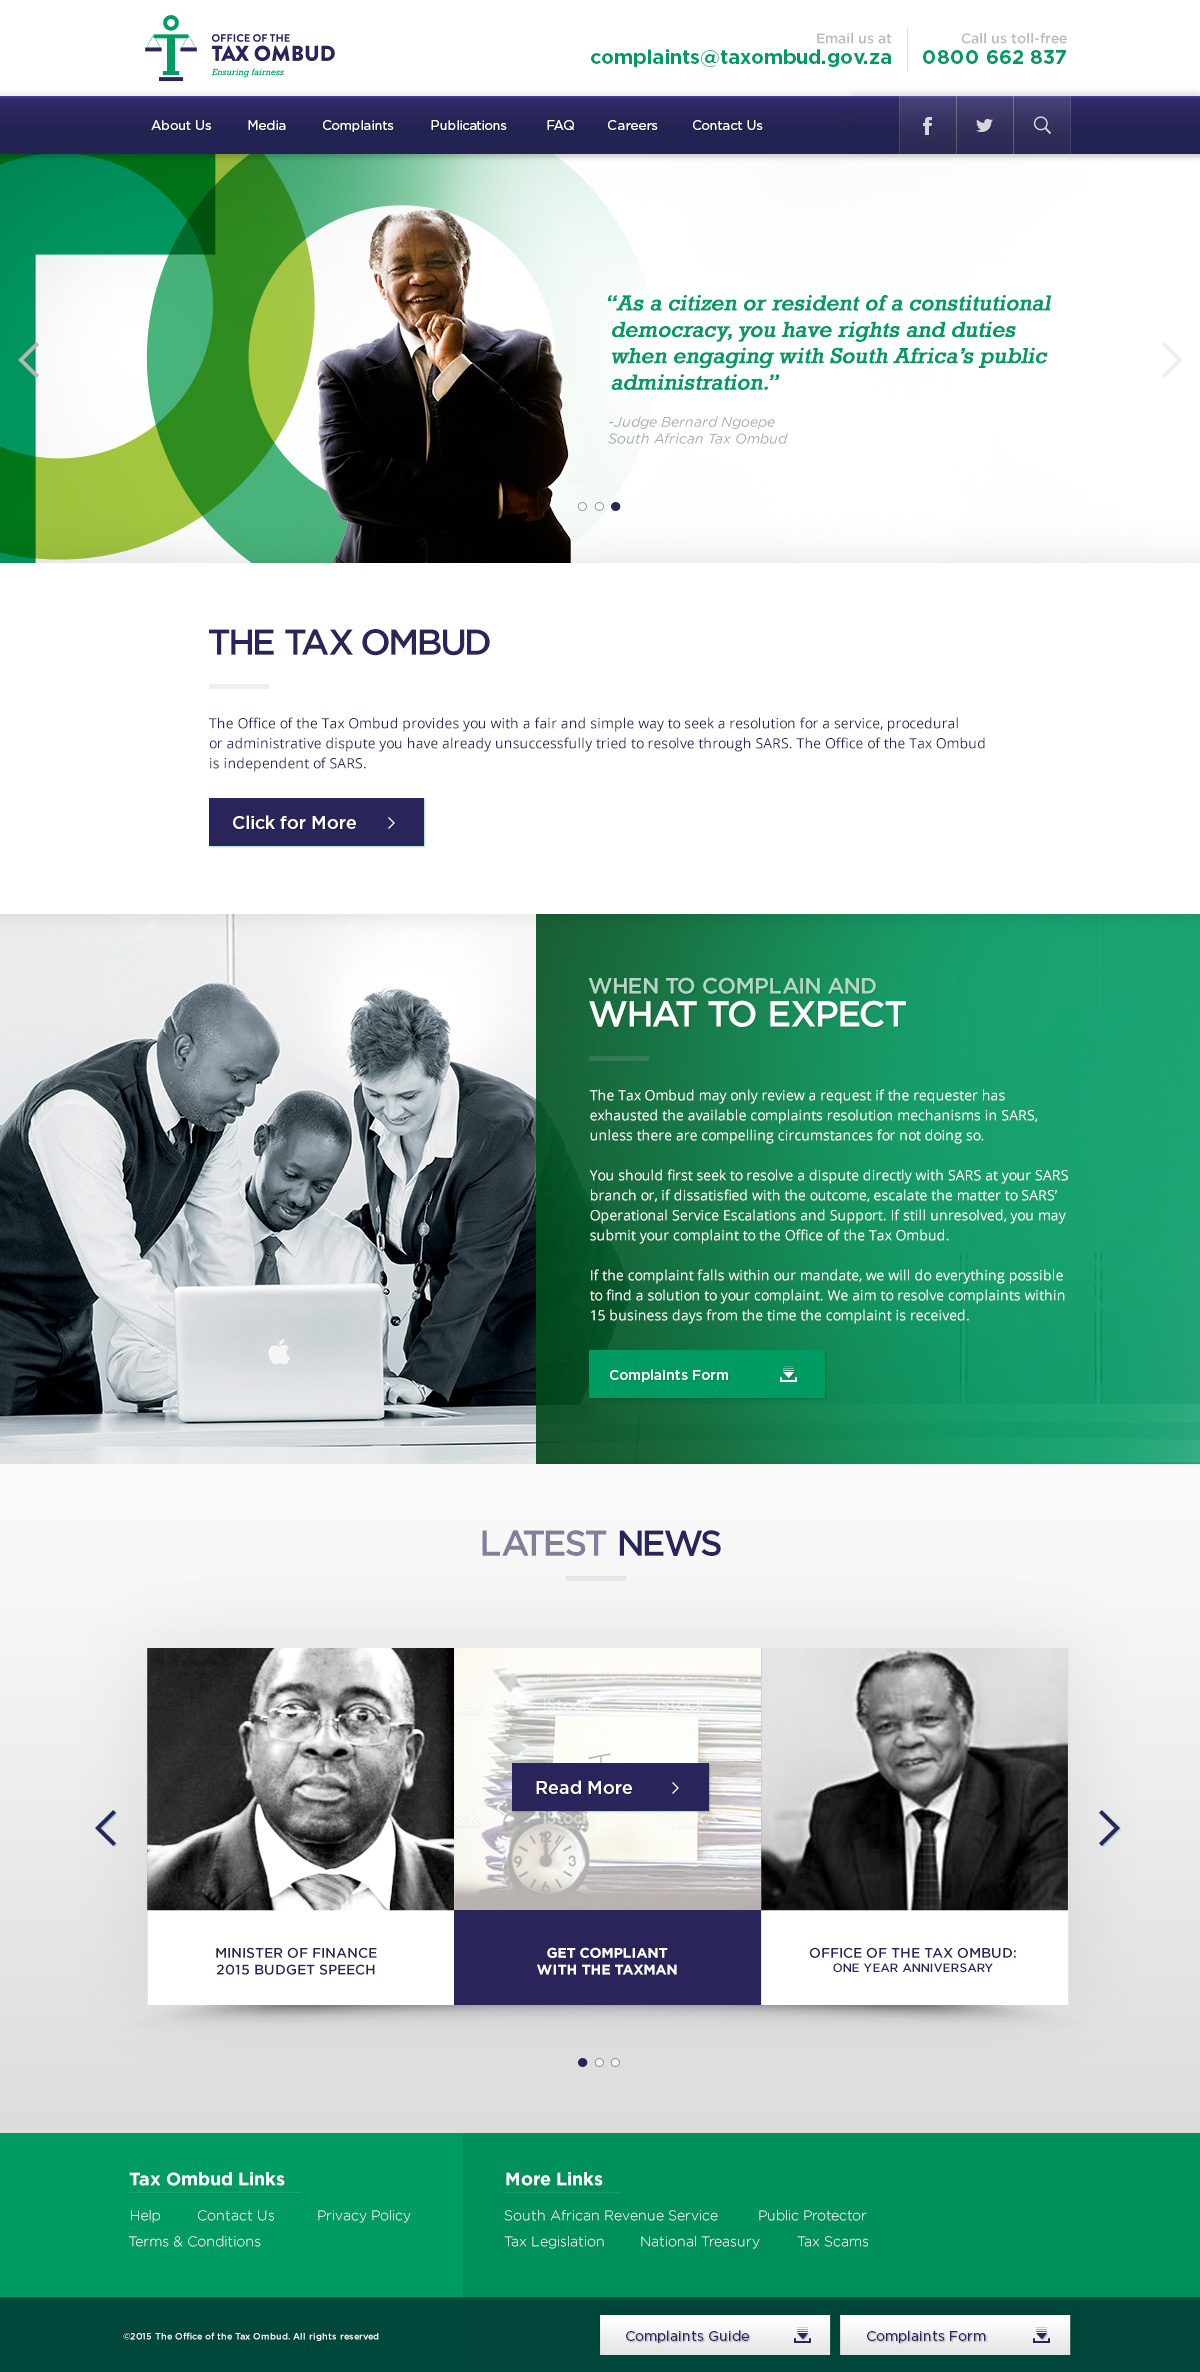 OFFICE OF THE
TAX OMBUD
Ensuring fairness
Email us at
complaints@taxombud.gov.za
Call us toll-free
0800 662 837
About Us
Media
Complaints
Publications
FAQ
Careers
Contact Us
“As a citizen or resident of a constitutional
democracy, you have rights and duties
when engaging with South Africa’s public
administration.”
-Judge Bernard Ngoepe
South African Tax Ombud
THE TAX OMBUD
The Office of the Tax Ombud provides you with a fair and simple way to seek a resolution for a service, procedural
or administrative dispute you have already unsuccessfully tried to resolve through SARS. The Office of the Tax Ombud
is independent of SARS.
Click for More
WHEN TO COMPLAIN AND
WHAT TO EXPECT
The Tax Ombud may only review a request if the requester has
exhausted the available complaints resolution mechanisms in SARS,
unless there are compelling circumstances for not doing so.
You should first seek to resolve a dispute directly with SARS at your SARS
branch or, if dissatisfied with the outcome, escalate the matter to SARS’
Operational Service Escalations and Support. If still unresolved, you may
submit your complaint to the Office of the Tax Ombud.
If the complaint falls within our mandate, we will do everything possible
to find a solution to your complaint. We aim to resolve complaints within
15 business days from the time the complaint is received.
Complaints Form
LATEST NEWS
Read More
12
3
6
MINISTER OF FINANCE
2015 BUDGET SPEECH
GET COMPLIANT
WITH THE TAXMAN
OFFICE OF THE TAX OMBUD:
ONE YEAR ANNIVERSARY
Tax Ombud Links
Help
Contact Us
Privacy Policy
Terms & Conditions
More Links
South African Revenue Service
Public Protector
Tax Legislation
National Treasury
Tax Scams
©2015 The Office of the Tax Ombud. All rights reserved
Complaints Guide
Complaints Form